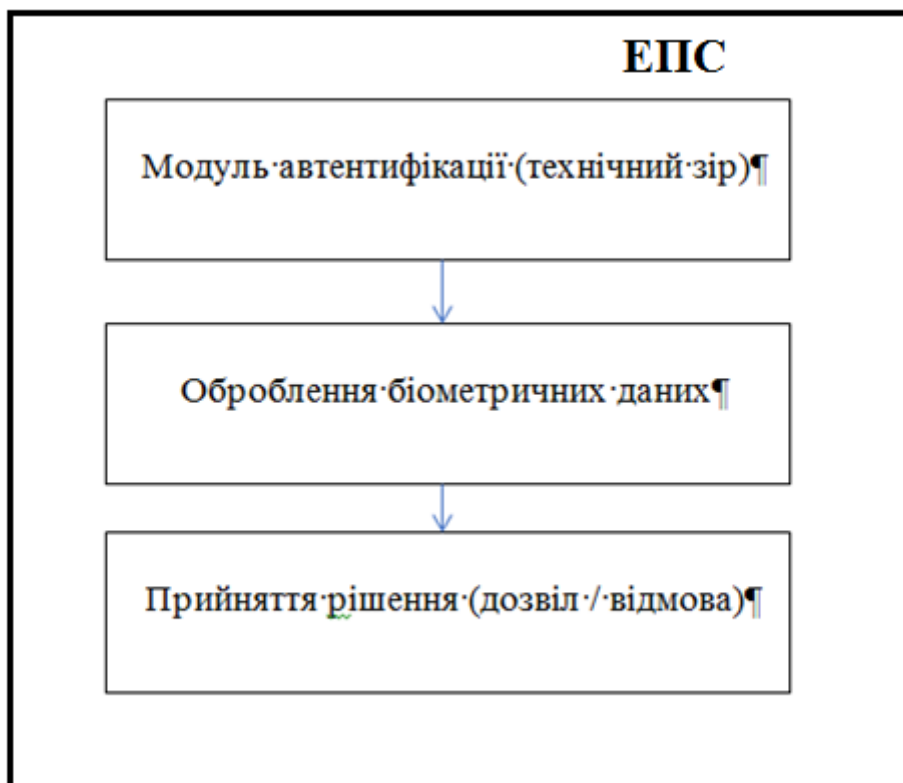 ЕПС
Модуль·автентифікації·(технічний·зір)¶
Оброблення·біометричних·даних¶
Прийняття·рішення·(дозвіл·/·відмова)¶